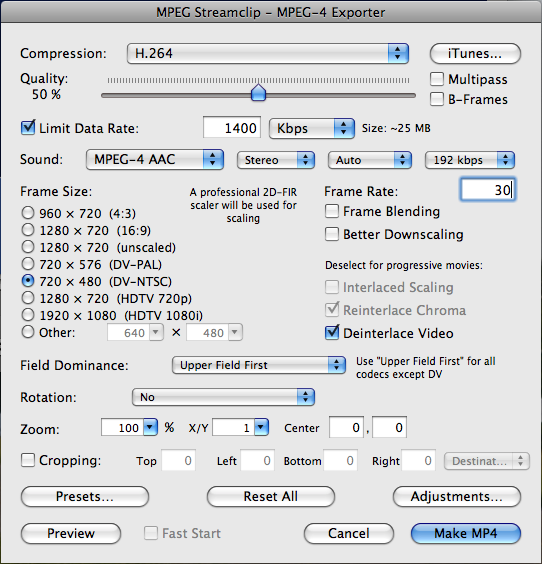 MPEG Streamclip – MPEG-4 Exporter
Compression: H.264 iTunes...
Quality: Multipass
50 % B-Frames
Limit Data Rate: 1400 Kbps Size: ~25 MB
Sound: MPEG-4 AAC Stereo Auto 192 kbps
Frame Size: A professional 2D-FIR Frame Rate: 30
scaler will be used for
scaling
960 × 720 (4:3) Frame Blending
1280 × 720 (16:9) Better Downscaling
1280 × 720 (unscaled)
720 × 576 (DV-PAL) Deselect for progressive movies:
720 × 480 (DV-NTSC) Interlaced Scaling
1280 × 720 (HDTV 720p) Reinterlace Chroma
1920 × 1080 (HDTV 1080i) Deinterlace Video
Other: 640 × 480
Field Dominance: Upper Field First Use "Upper Field First" for all
codecs except DV
Rotation: No
Zoom: 100 % X/Y 1 Center 0 , 0
Cropping: Top 0 Left 0 Bottom 0 Right 0 Destinat...
Presets... Reset All Adjustments...
Preview Fast Start Cancel Make MP4